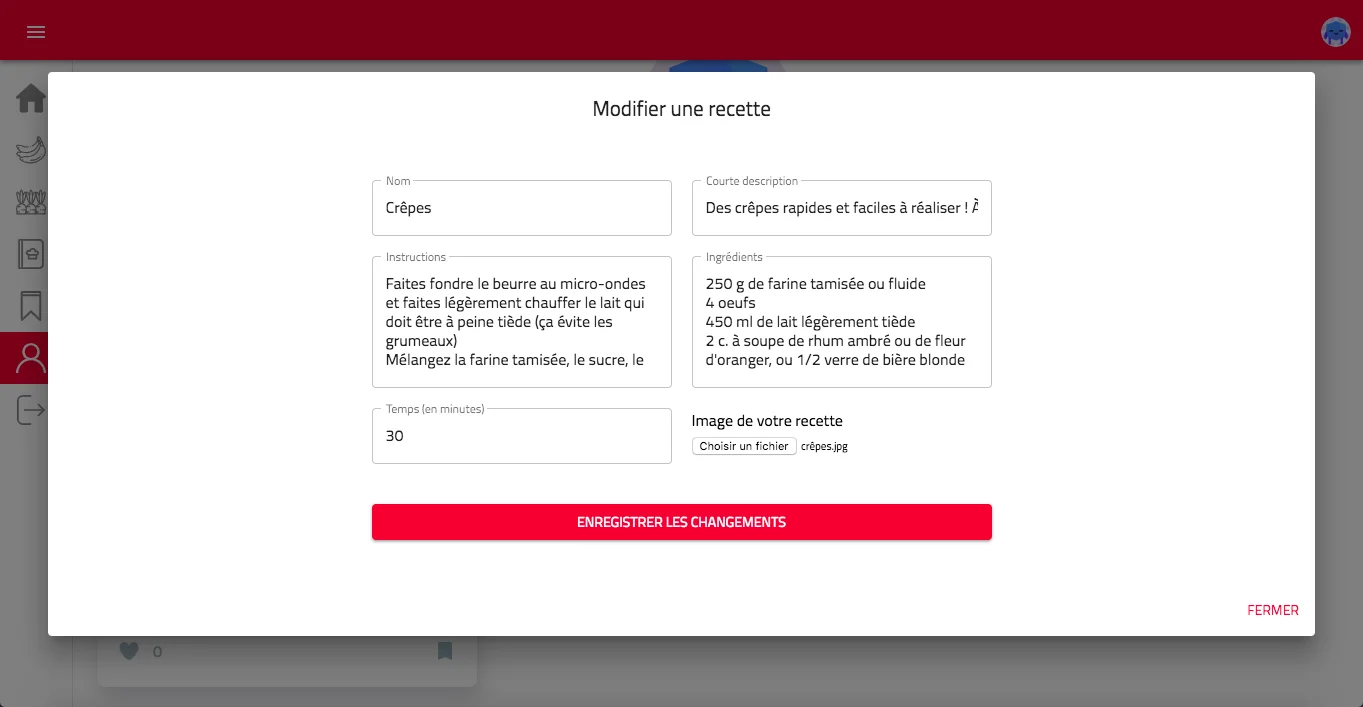 Modifier une recette
Nom
Crêpes
Courte description
Des crêpes rapides et faciles à réaliser ! À
Instructions
Faites fondre le beurre au micro-ondes
et faites légèrement chauffer le lait qui
doit être à peine tiède (ça évite les
grumeaux)
Mélangez la farine tamisée, le sucre, le
Ingrédients
250 g de farine tamisée ou fluide
4 oeufs
450 ml de lait légèrement tiède
2 c. à soupe de rhum ambré ou de fleur
d'oranger, ou 1/2 verre de bière blonde
Temps (en minutes)
30
Image de votre recette
Choisir un fichier crêpes.jpg
ENREGISTRER LES CHANGEMENTS
FERMER
0